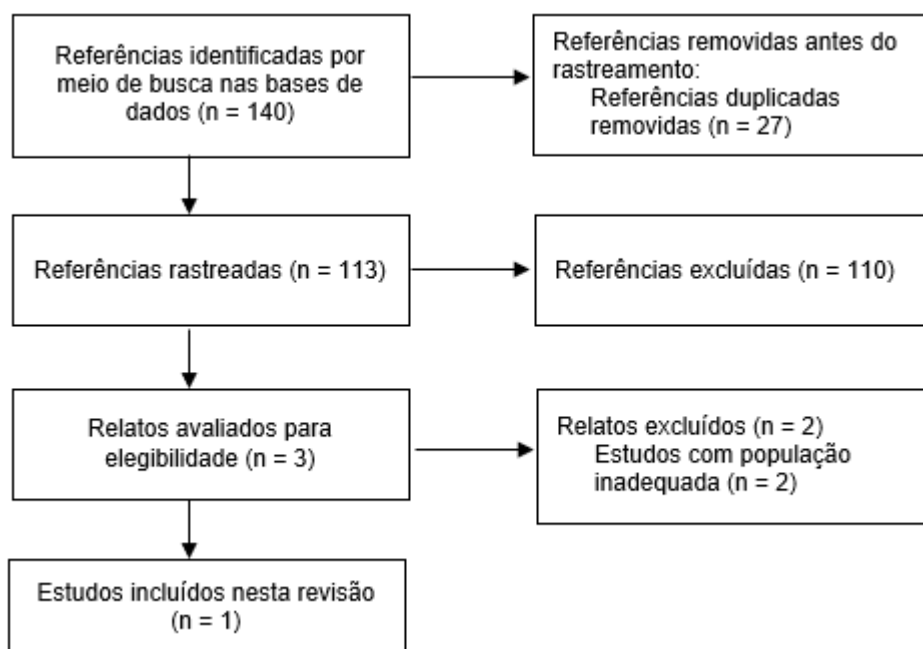 Referências identificadas por
meio de busca nas bases de
dados (n = 140)
Referências removidas antes do
rastreamento:
Referências duplicadas
removidas (n = 27)
Referências rastreadas (n = 113)
Referências excluídas (n = 110)
Relatos avaliados para
elegibilidade (n = 3)
Relatos excluídos (n = 2)
Estudos com população
inadequada (n = 2)
Estudos incluídos nesta revisão
(n = 1)